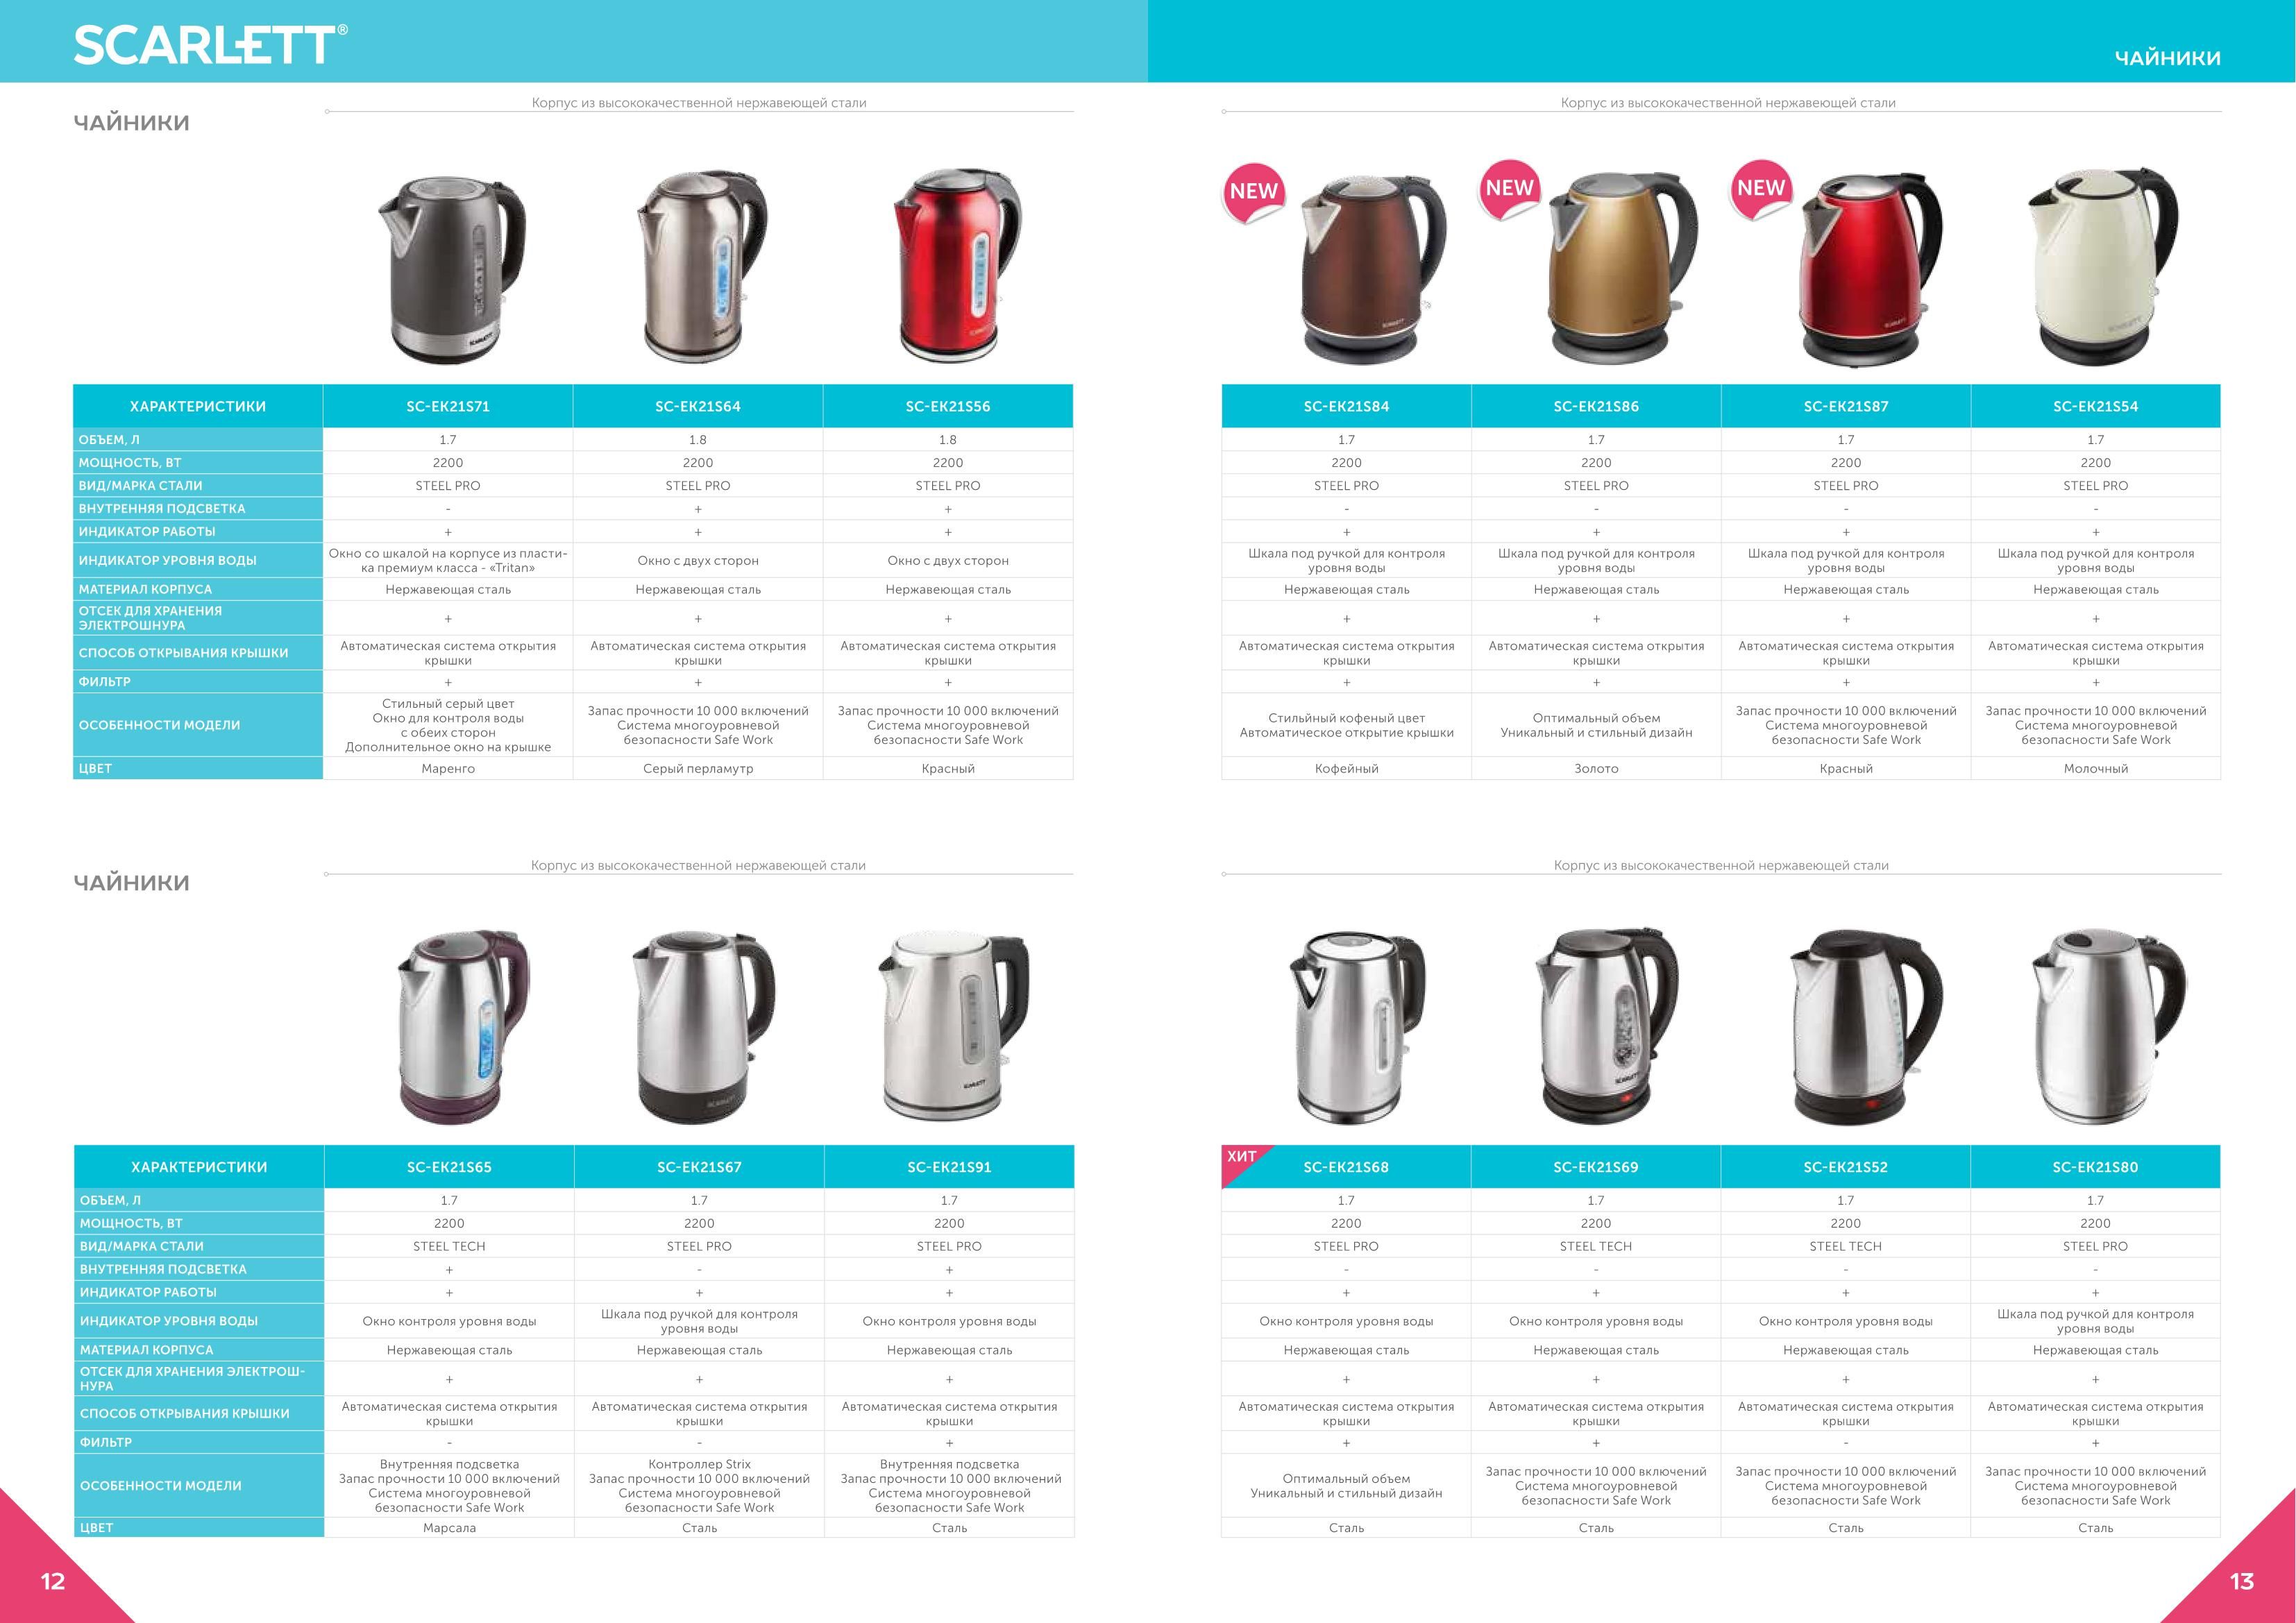 SCARLETT®
ЧАЙНИКИ
ЧАЙНИКИ
Корпус из высококачественной нержавеющей стали
ХАРАКТЕРИСТИКИ SC-EK21S71 SC-EK21S64 SC-EK21S56
ОБЪЕМ, Л 1.7 1.8 1.8
МОЩНОСТЬ, ВТ 2200 2200 2200
ВИД/МАРКА СТАЛИ STEEL PRO STEEL PRO STEEL PRO
ВНУТРЕННЯЯ ПОДСВЕТКА - + +
ИНДИКАТОР РАБОТЫ + + +
ИНДИКАТОР УРОВНЯ ВОДЫ Окно со шкалой на корпусе из пласти-
ка премиум класса - «Tritan» Окно с двух сторон Окно с двух сторон
МАТЕРИАЛ КОРПУСА Нержавеющая сталь Нержавеющая сталь Нержавеющая сталь
ОТСЕК ДЛЯ ХРАНЕНИЯ
ЭЛЕКТРОШНУРА + + +
СПОСОБ ОТКРЫВАНИЯ КРЫШКИ Автоматическая система открытия Автоматическая система открытия Автоматическая система открытия
крышки крышки крышки
ФИЛЬТР + + +
ОСОБЕННОСТИ МОДЕЛИ
Стильный серый цвет
Окно для контроля воды
с обеих сторон
Дополнительное окно на крышке
Запас прочности 10 000 включений
Система многоуровневой
безопасности Safe Work
Запас прочности 10 000 включений
Система многоуровневой
безопасности Safe Work
ЦВЕТ Маренго Серый перламутр Красный
Корпус из высококачественной нержавеющей стали
NEW NEW NEW
SC-EK21S84 SC-EK21S86 SC-EK21S87 SC-EK21S54
1.7 1.7 1.7 1.7
2200 2200 2200 2200
STEEL PRO STEEL PRO STEEL PRO STEEL PRO
- - - -
+ + + +
Шкала под ручкой для контроля Шкала под ручкой для контроля Шкала под ручкой для контроля Шкала под ручкой для контроля
уровня воды уровня воды уровня воды уровня воды
Нержавеющая сталь Нержавеющая сталь Нержавеющая сталь Нержавеющая сталь
+ + + +
Автоматическая система открытия Автоматическая система открытия Автоматическая система открытия Автоматическая система открытия
крышки крышки крышки крышки
+ + + +
Стильйный кофеный цвет
Автоматическое открытие крышки
Оптимальный объем
Уникальный и стильный дизайн
Запас прочности 10 000 включений
Система многоуровневой
безопасности Safe Work
Запас прочности 10 000 включений
Система многоуровневой
безопасности Safe Work
Кофейный Золото Красный Молочный
ЧАЙНИКИ
Корпус из высококачественной нержавеющей стали
ХАРАКТЕРИСТИКИ SC-EK21S65 SC-EK21S67 SC-EK21S91
ОБЪЕМ, Л 1.7 1.7 1.7
МОЩНОСТЬ, ВТ 2200 2200 2200
ВИД/МАРКА СТАЛИ STEEL TECH STEEL PRO STEEL PRO
ВНУТРЕННЯЯ ПОДСВЕТКА + - +
ИНДИКАТОР РАБОТЫ + + +
ИНДИКАТОР УРОВНЯ ВОДЫ Окно контроля уровня воды Шкала под ручкой для контроля
уровня воды Окно контроля уровня воды
МАТЕРИАЛ КОРПУСА Нержавеющая сталь Нержавеющая сталь Нержавеющая сталь
ОТСЕК ДЛЯ ХРАНЕНИЯ ЭЛЕКТРОШ-
НУРА + + +
СПОСОБ ОТКРЫВАНИЯ КРЫШКИ Автоматическая система открытия Автоматическая система открытия Автоматическая система открытия
крышки крышки крышки
ФИЛЬТР - - +
ОСОБЕННОСТИ МОДЕЛИ
Внутренняя подсветка
Запас прочности 10 000 включений
Система многоуровневой
безопасности Safe Work
Контроллер Strix
Запас прочности 10 000 включений
Система многоуровневой
безопасности Safe Work
Внутренняя подсветка
Запас прочности 10 000 включений
Система многоуровневой
безопасности Safe Work
ЦВЕТ Марсала Сталь Сталь
Корпус из высококачественной нержавеющей стали
ХИТ
SC-EK21S68 SC-EK21S69 SC-EK21S52 SC-EK21S80
1.7 1.7 1.7 1.7
2200 2200 2200 2200
STEEL PRO STEEL TECH STEEL TECH STEEL PRO
- - - -
+ + + +
Окно контроля уровня воды Окно контроля уровня воды Окно контроля уровня воды Шкала под ручкой для контроля
уровня воды
Нержавеющая сталь Нержавеющая сталь Нержавеющая сталь Нержавеющая сталь
+ + + +
Автоматическая система открытия Автоматическая система открытия Автоматическая система открытия Автоматическая система открытия
крышки крышки крышки крышки
+ + - +
Оптимальный объем
Уникальный и стильный дизайн
Запас прочности 10 000 включений
Система многоуровневой
безопасности Safe Work
Запас прочности 10 000 включений
Система многоуровневой
безопасности Safe Work
Запас прочности 10 000 включений
Система многоуровневой
безопасности Safe Work
Сталь Сталь Сталь Сталь
12
13